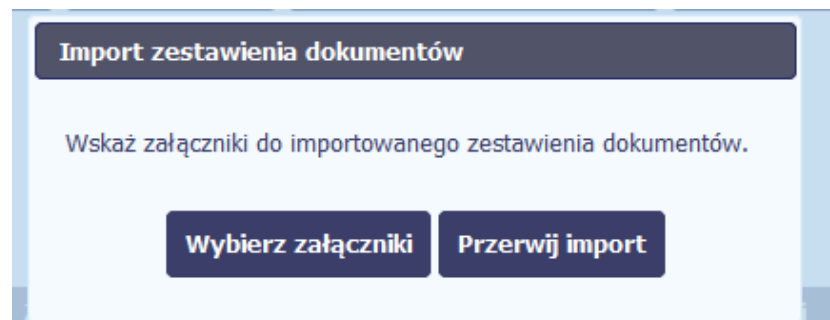 Import zestawienia dokumentów
Wskaż załączniki do importowanego zestawienia dokumentów.
Wybierz załączniki Przerwij import